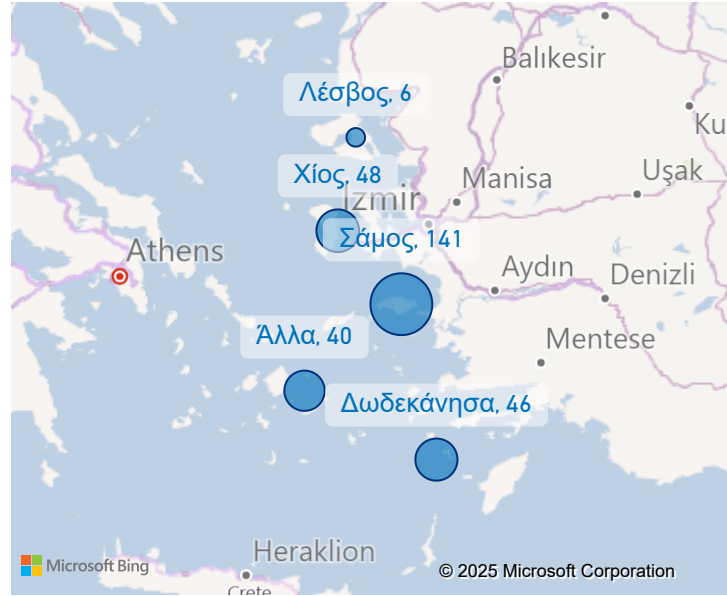 Balıkesir
Λέσβος, 6
Ku
Χίος, 48
Uşak
Manisa
Izmir
Σάμος, 141
Athens
Aydın
Denizli
Άλλα, 40
Mentese
Δωδεκάνησα, 46
Heraklion
Microsoft Bing
© 2025 Microsoft Corporation
Crete